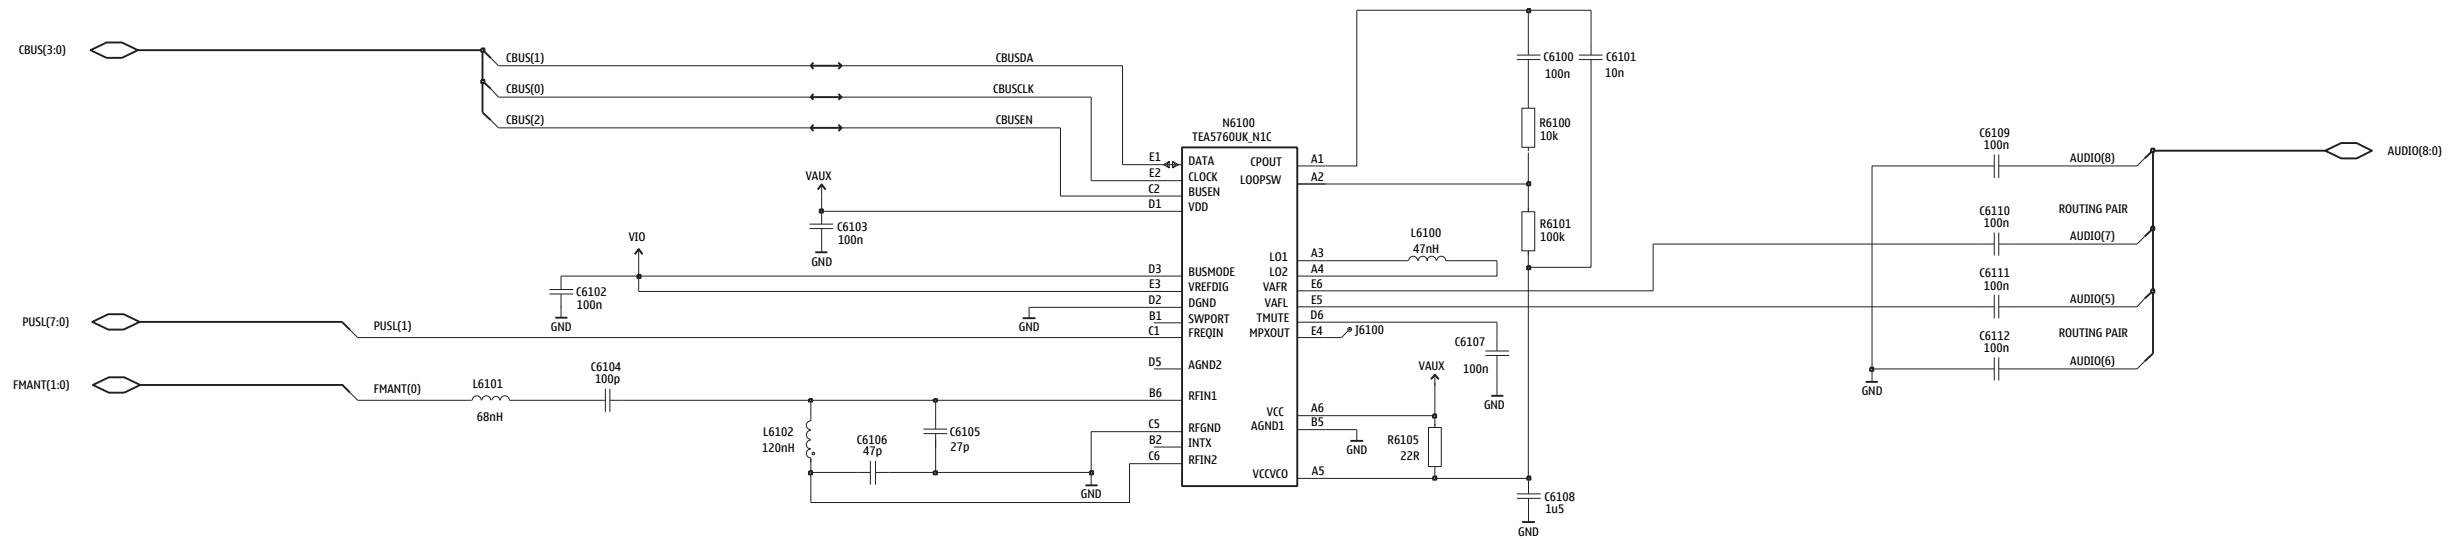 CBUS(3:0)
CBUS(1)
CBUSDA
CBUS(0)
CBUSCLK
CBUS(2)
CBUSEN
C6100
100n
C6101
10n
R6100
10k
N6100
TEA5760UK_N1C
E1
DATA
CPOUT
A1
E2
CLOCK
LOOPSW
A2
C2
BUSEN
D1
VDD
VAUX
C6103
100n
GND
R6101
100k
VIO
L6100
47nH
LO1
A3
D3
BUSMODE
LO2
A4
E3
VREFDIG
VAFR
E6
D2
DGND
VAFL
E5
B1
SWPORT
TMUTE
D6
C1
FREQIN
MPXOUT
E4
J6100
C6102
100n
GND
GND
PUSL(7:0)
PUSL(1)
C6107
100n
GND
D5
AGND2
FMANT(1:0)
FMANT(0)
L6101
68nH
C6104
100p
B6
RFIN1
VAUX
VCC
A6
AGND1
B5
GND
C5
RFGND
B2
INTX
C6
RFIN2
L6102
120nH
C6106
47p
C6105
27p
GND
R6105
22R
VCCVCO
A5
C6108
1u5
GND
C6109
100n
AUDIO(8)
AUDIO(8:0)
C6110
100n
ROUTING PAIR
AUDIO(7)
C6111
100n
AUDIO(5)
C6112
100n
ROUTING PAIR
AUDIO(6)
GND